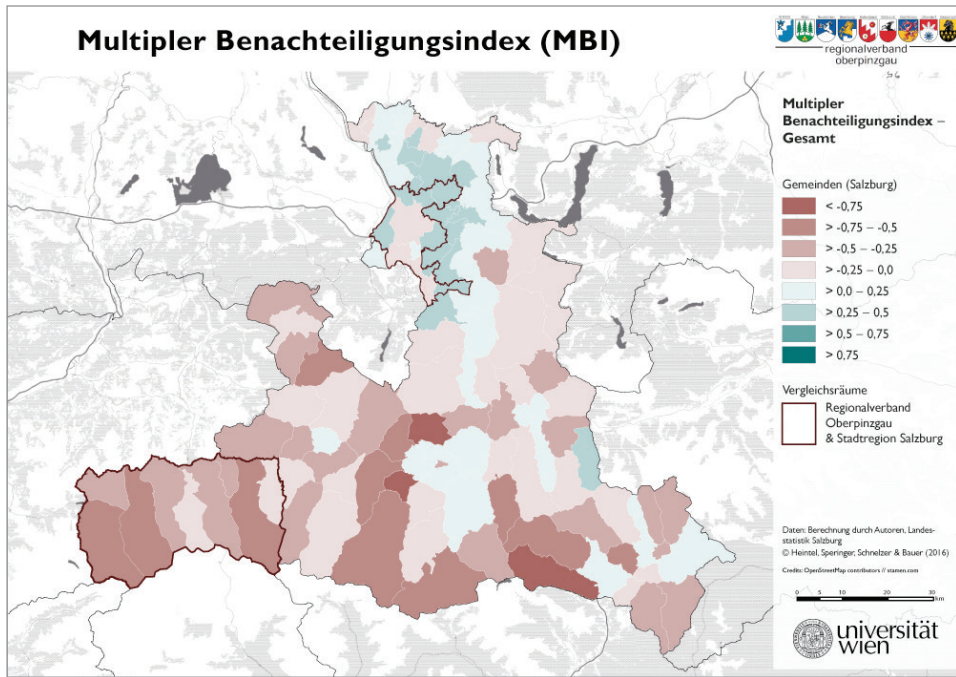 Multipler Benachteiligungsindex (MBI)
regionalverband
oberpinzgau
Multipler
Benachteiligungsindex –
Gesamt
Gemeinden (Salzburg)
< -0,75
> -0,75 – -0,5
> -0,5 – -0,25
> -0,25 – 0,0
> 0,0 – 0,25
> 0,25 – 0,5
> 0,5 – 0,75
> 0,75
Vergleichsräume
Regionalverband
Oberpinzgau
& Stadtregion Salzburg
Daten: Berechnung durch Autoren, Landes-
statistik Salzburg
© Heintel, Speringer, Schnelzer & Bauer (2016)
Credits: OpenStreetMap contributors // stamen.com
0 5 10 20 30
km
universität
wien